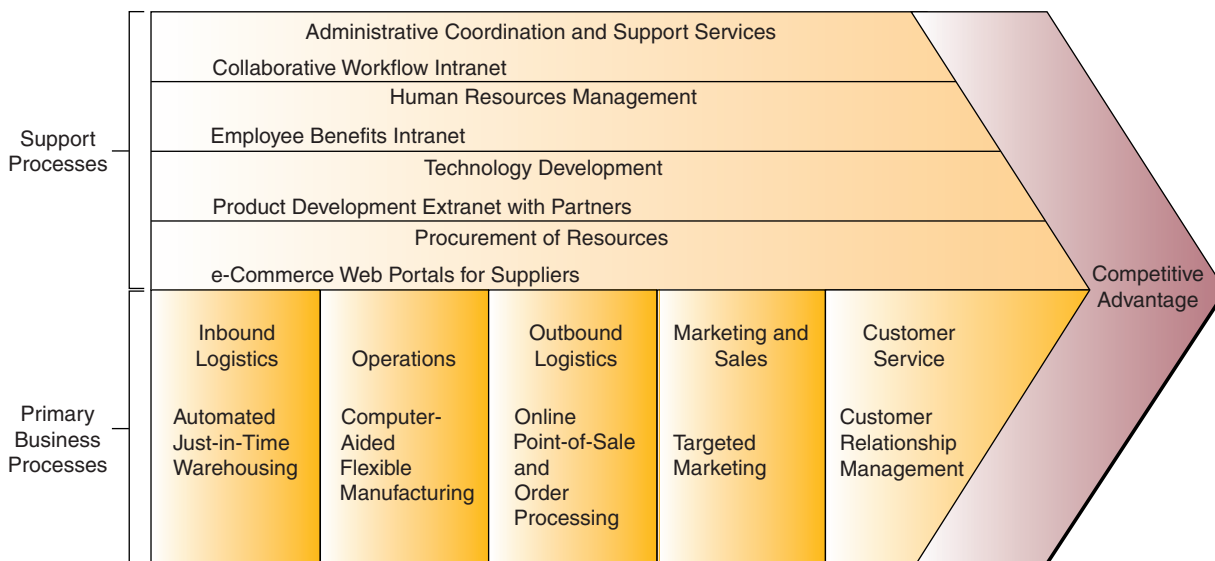 Administrative Coordination and Support Services
Collaborative Workflow Intranet
Human Resources Management
Employee Benefits Intranet
Support
Processes
Technology Development
Product Development Extranet with Partners
Procurement of Resources
e-Commerce Web Portals for Suppliers
Competitive
Advantage
Primary
Business
Processes
Inbound
Logistics
Automated
Just-in-Time
Warehousing
Operations
Computer-
Aided
Flexible
Manufacturing
Outbound
Logistics
Online
Point-of-Sale
and
Order
Processing
Marketing and
Sales
Targeted
Marketing
Customer
Service
Customer
Relationship
Management